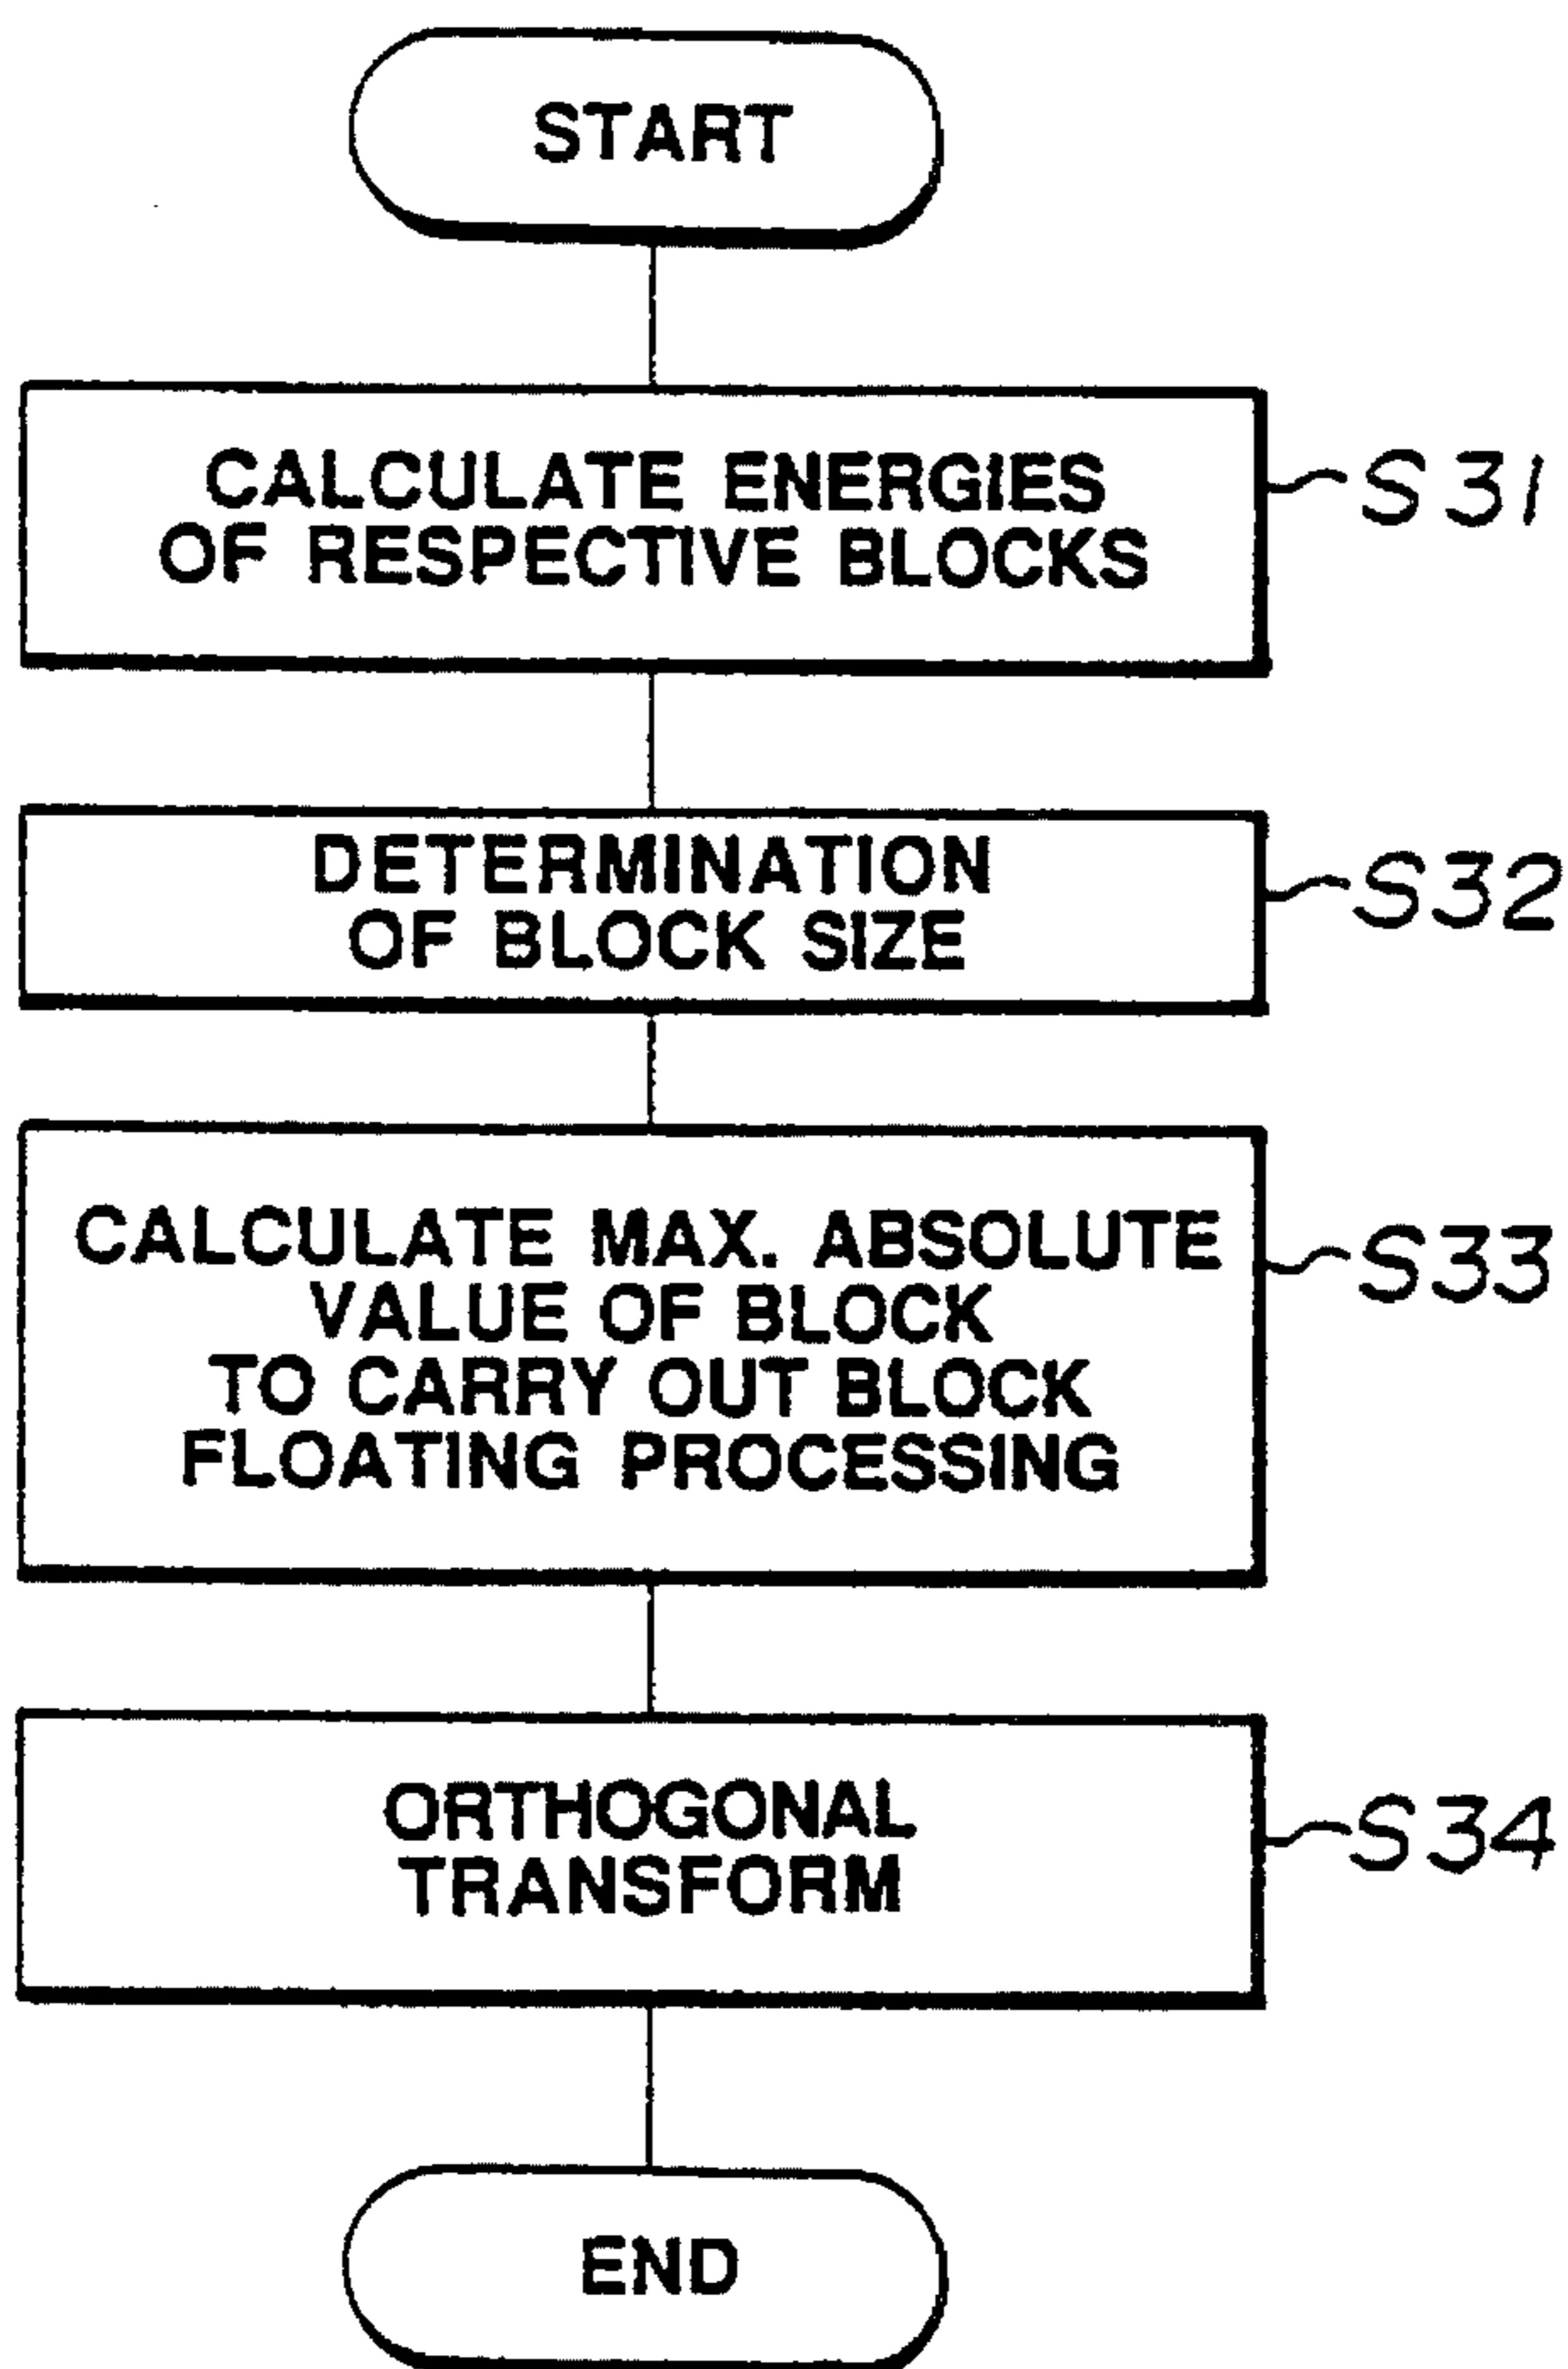 START
CALCULATE ENERGIES
OF RESPECTIVE BLOCKS
S31
DETERMINATION
OF BLOCK SIZE
S32
CALCULATE MAX. ABSOLUTE
VALUE OF BLOCK
TO CARRY OUT BLOCK
FLOATING PROCESSING
S33
ORTHOGONAL
TRANSFORM
S34
END